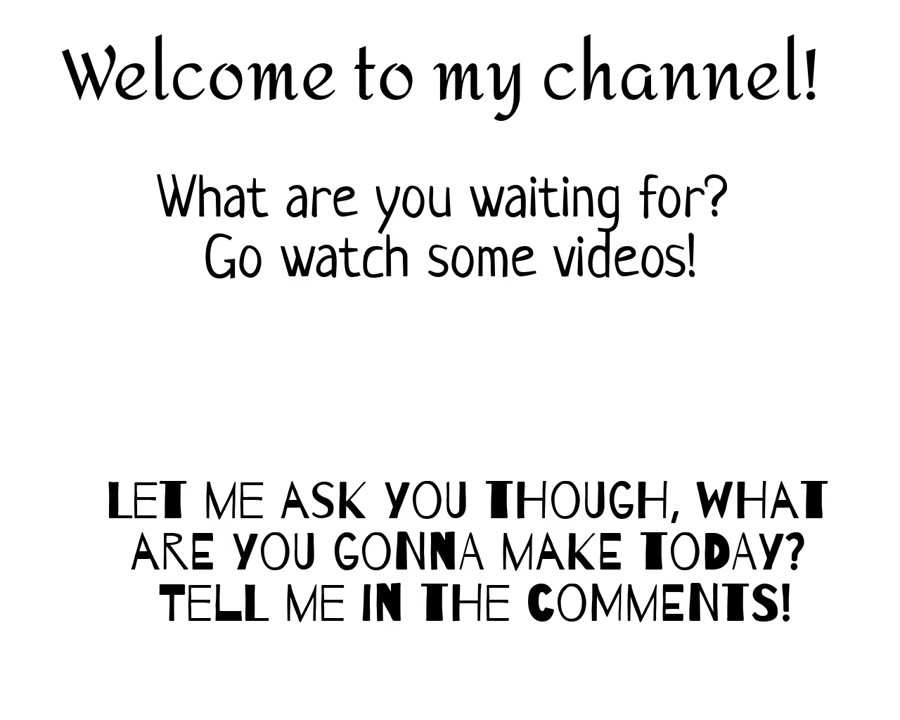 Welcome to my channel!
What are you waiting for?
Go watch some videos!
LET ME ASK YOU THOUGH, WHAT
ARE YOU GONNA MAKE TODAY?
TELL ME IN THE COMMENTS!